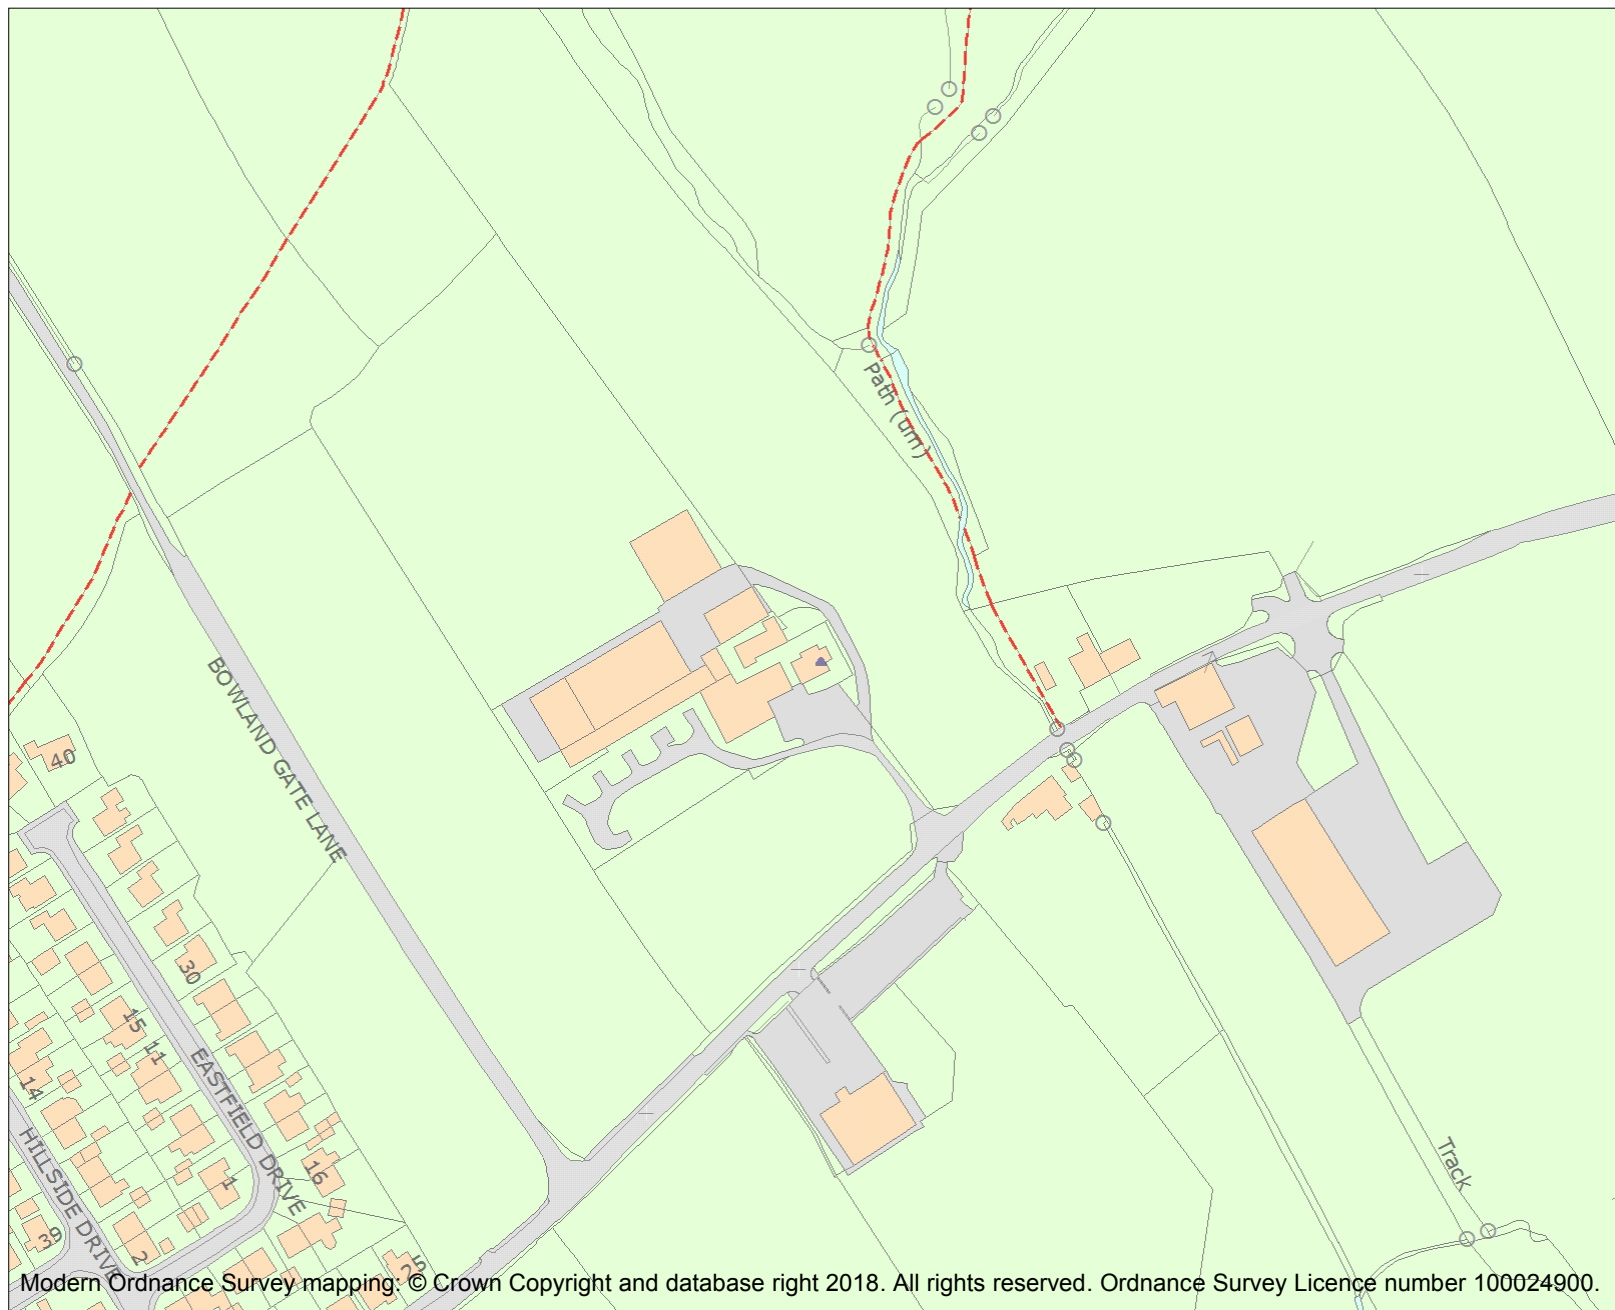 Path (um)
BOWLAND GATE LANE
40
30
15
11
EASTFIELD DRIVE
14
HILLSIDE DRIVE
16
1
39
2
25
Track
Modern Ordnance Survey mapping: © Crown Copyright and database right 2018. All rights reserved. Ordnance Survey Licence number 100024900.